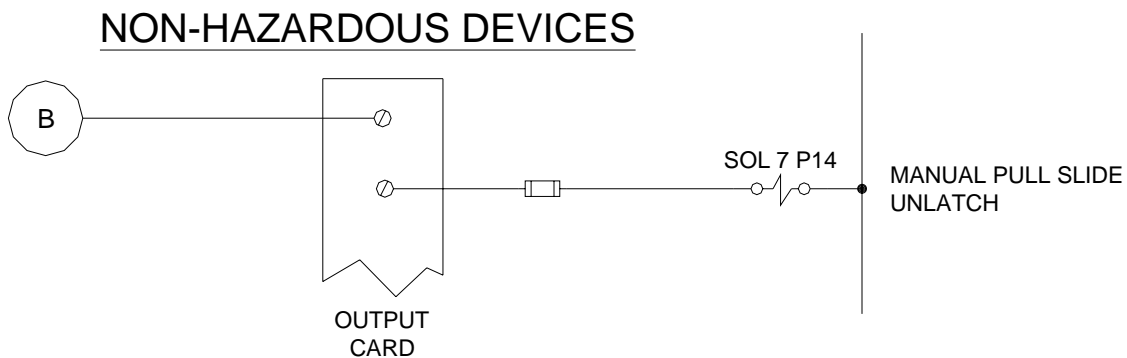 NON-HAZARDOUS DEVICES
B
SOL 7 P14
MANUAL PULL SLIDE
UNLATCH
OUTPUT
CARD